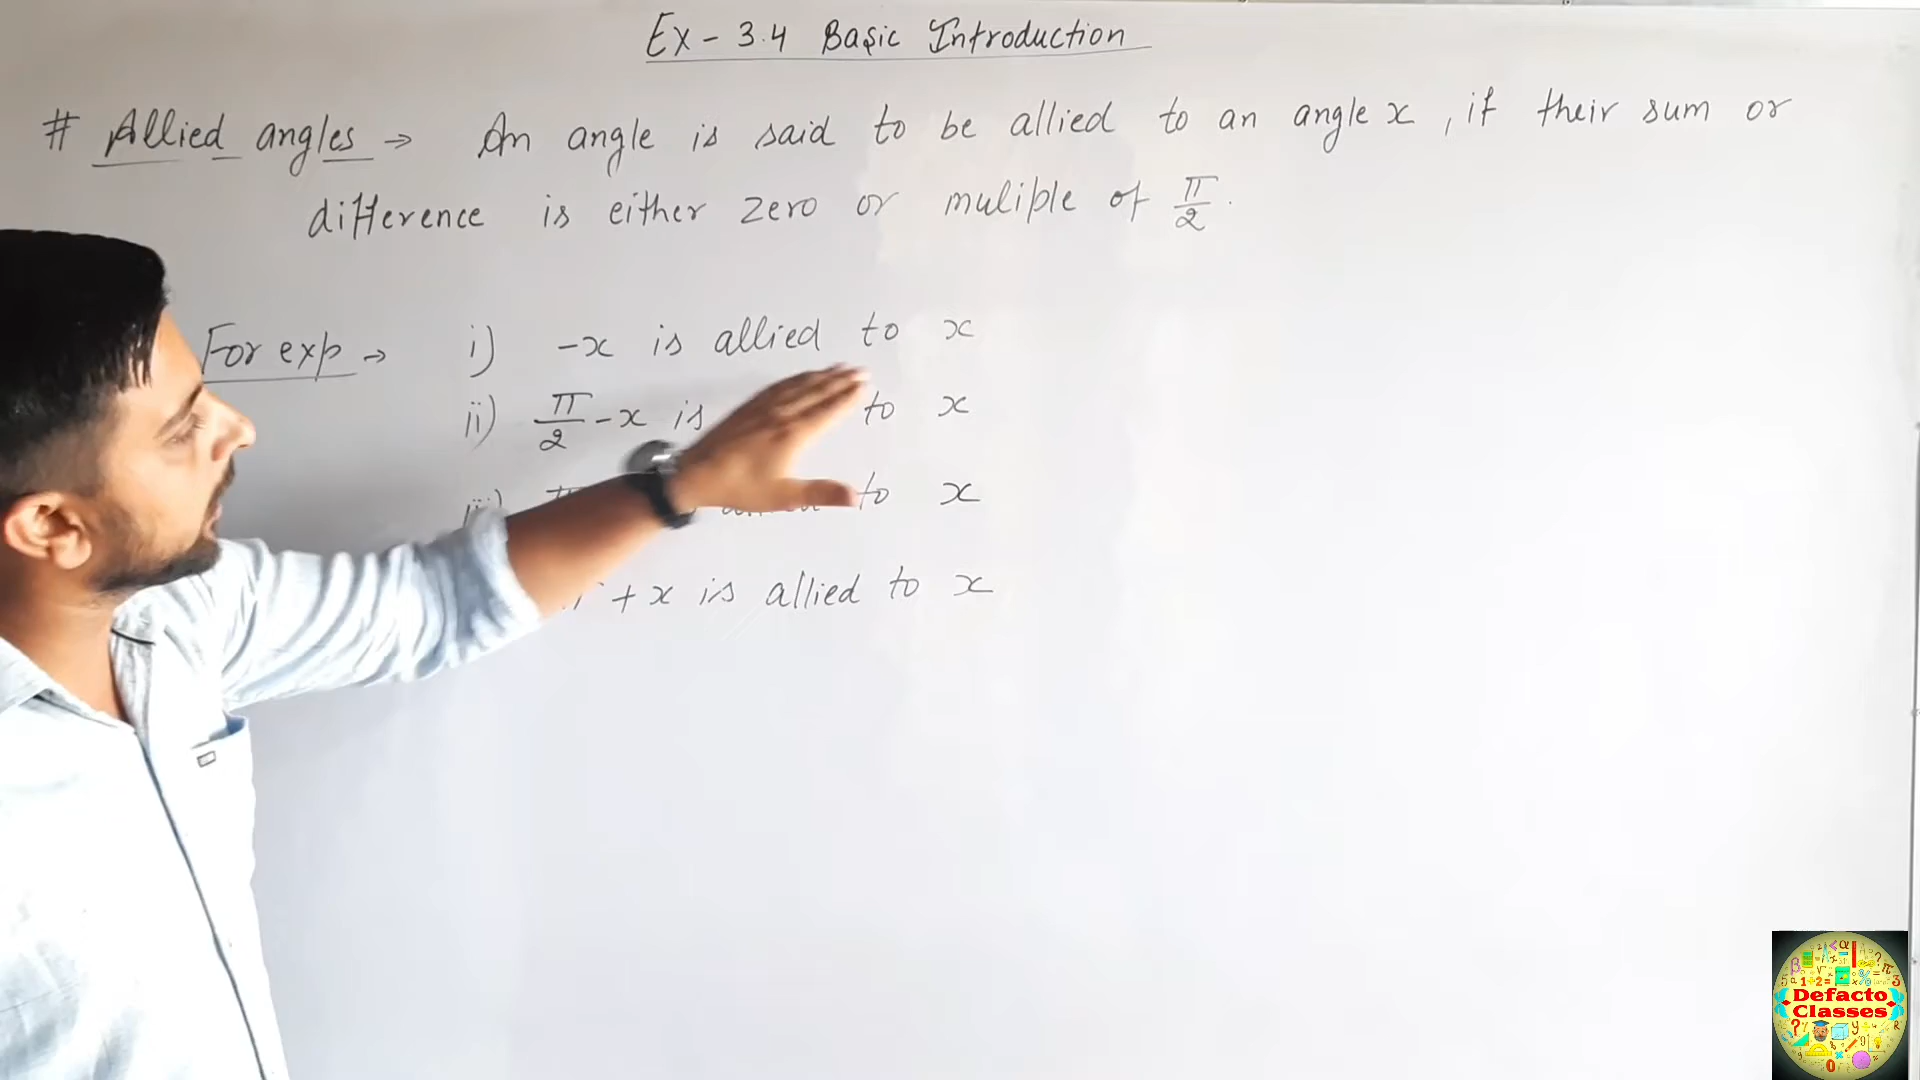 Ex - 3.4 Basic Introduction
# Allied angles → An angle is said to be allied to an angle x , if their sum or
difference is either zero or muliple of π/2.
For exp → i) -x is allied to x
ii) π/2 - x is to x
iii) to x
+ x is allied to x
Defacto
Classes